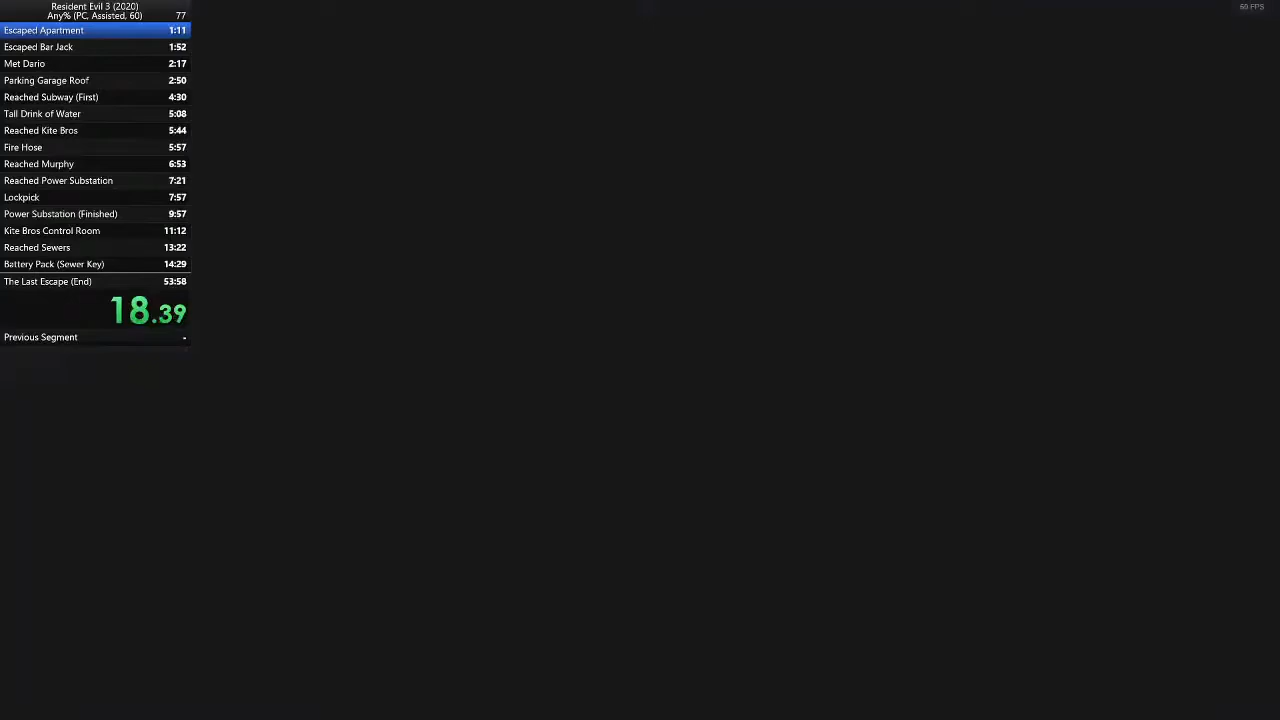 Resident Evil 3 (2020)
Any% (PC, Assisted, 60) 77
60 FPS
Escaped Apartment 1:11
Escaped Bar Jack 1:52
Met Dario 2:17
Parking Garage Roof 2:50
Reached Subway (First) 4:30
Tall Drink of Water 5:08
Reached Kite Bros 5:44
Fire Hose 5:57
Reached Murphy 6:53
Reached Power Substation 7:21
Lockpick 7:57
Power Substation (Finished) 9:57
Kite Bros Control Room 11:12
Reached Sewers 13:22
Battery Pack (Sewer Key) 14:29
The Last Escape (End) 53:58
18.39
Previous Segment -